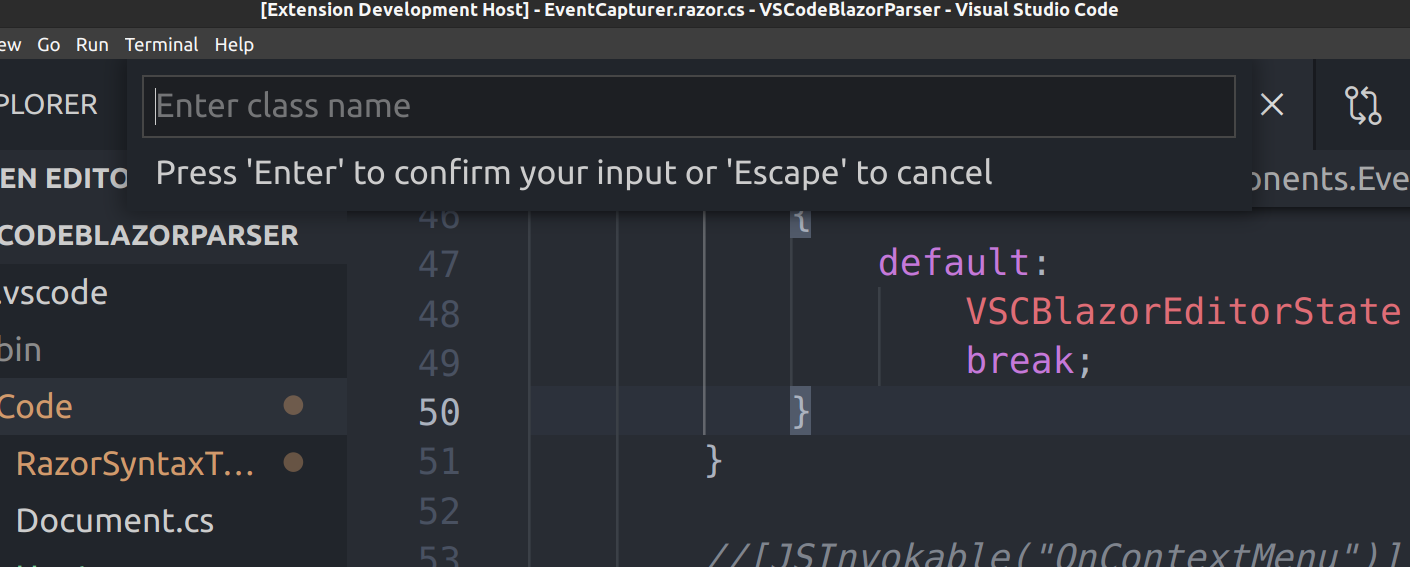 [Extension Development Host] - EventCapturer.razor.cs - VSCodeBlazorParser - Visual Studio Code
ew Go Run Terminal Help
PLORER
Enter class name
EN EDITO
Press 'Enter' to confirm your input or 'Escape' to cancel
onents.Eve
CODEBLAZORPARSER
46 {
47 default:
.vscode
48 VSCBlazorEditorState
bin
49 break;
Code
50 }
RazorSyntaxT...
51 }
Document.cs
52
53 //[JSInvokable("OnContextMenu")]